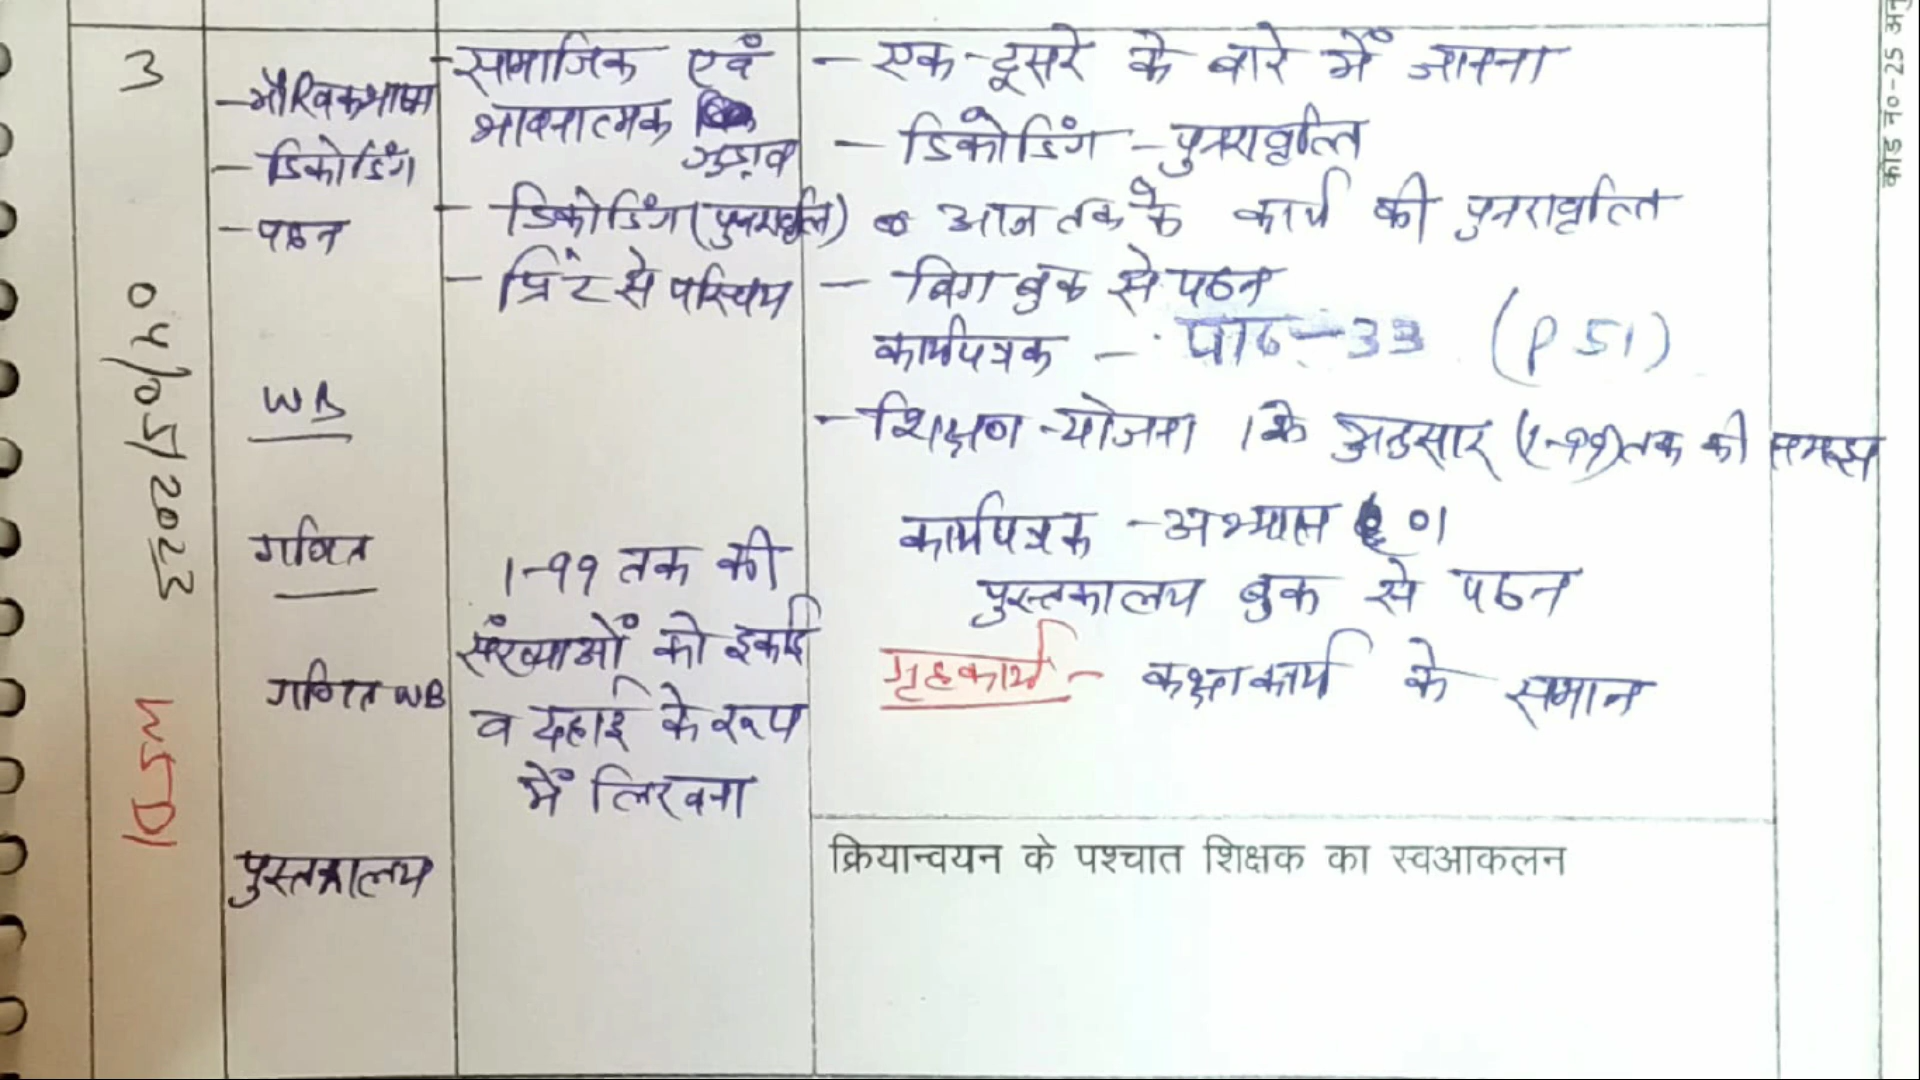 3
04/05/2023
W5D1
- मौखिकभाषा
- डिकोडिंग
- पठन
WB
गणित
गणित WB
पुस्तकालय
- सामाजिक एवं
भावनात्मक
जुड़ाव
- डिकोडिंग (पुनरावृत्ति)
- प्रिंट से परिचय
1-99 तक की
संख्याओं को इकाई
व दहाई के रूप
में लिखना
- एक-दूसरे के बारे में जानना
- डिकोडिंग - पुनरावृत्ति
आज तक के कार्य की पुनरावृत्ति
- बिग बुक से पठन
कार्यपत्रक - पाठ-33 (P 51)
- शिक्षण-योजना 1 के अनुसार (1-99) तक की समझ
कार्यपत्रक - अभ्यास 01
पुस्तकालय बुक से पठन
गृहकार्य - कक्षाकार्य के समान
क्रियान्वयन के पश्चात शिक्षक का स्वआकलन
कोड नं०-25